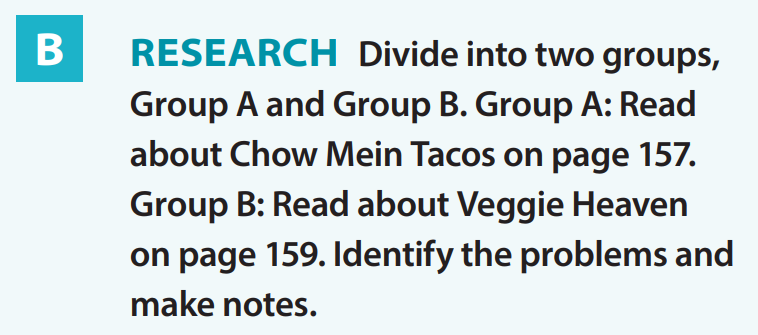 B
RESEARCH Divide into two groups,
Group A and Group B. Group A: Read
about Chow Mein Tacos on page 157.
Group B: Read about Veggie Heaven
on page 159. Identify the problems and
make notes.